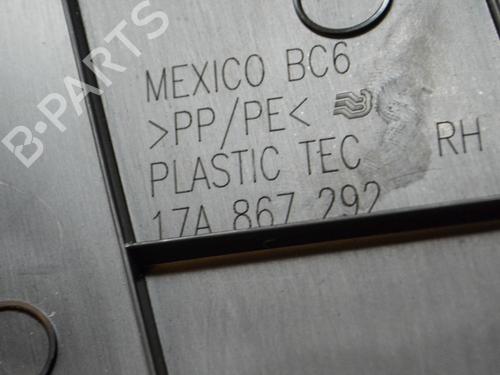 B-PARTS
MEXICO BC6
>PP/PE<
PLASTIC TEC RH
17A 867 292